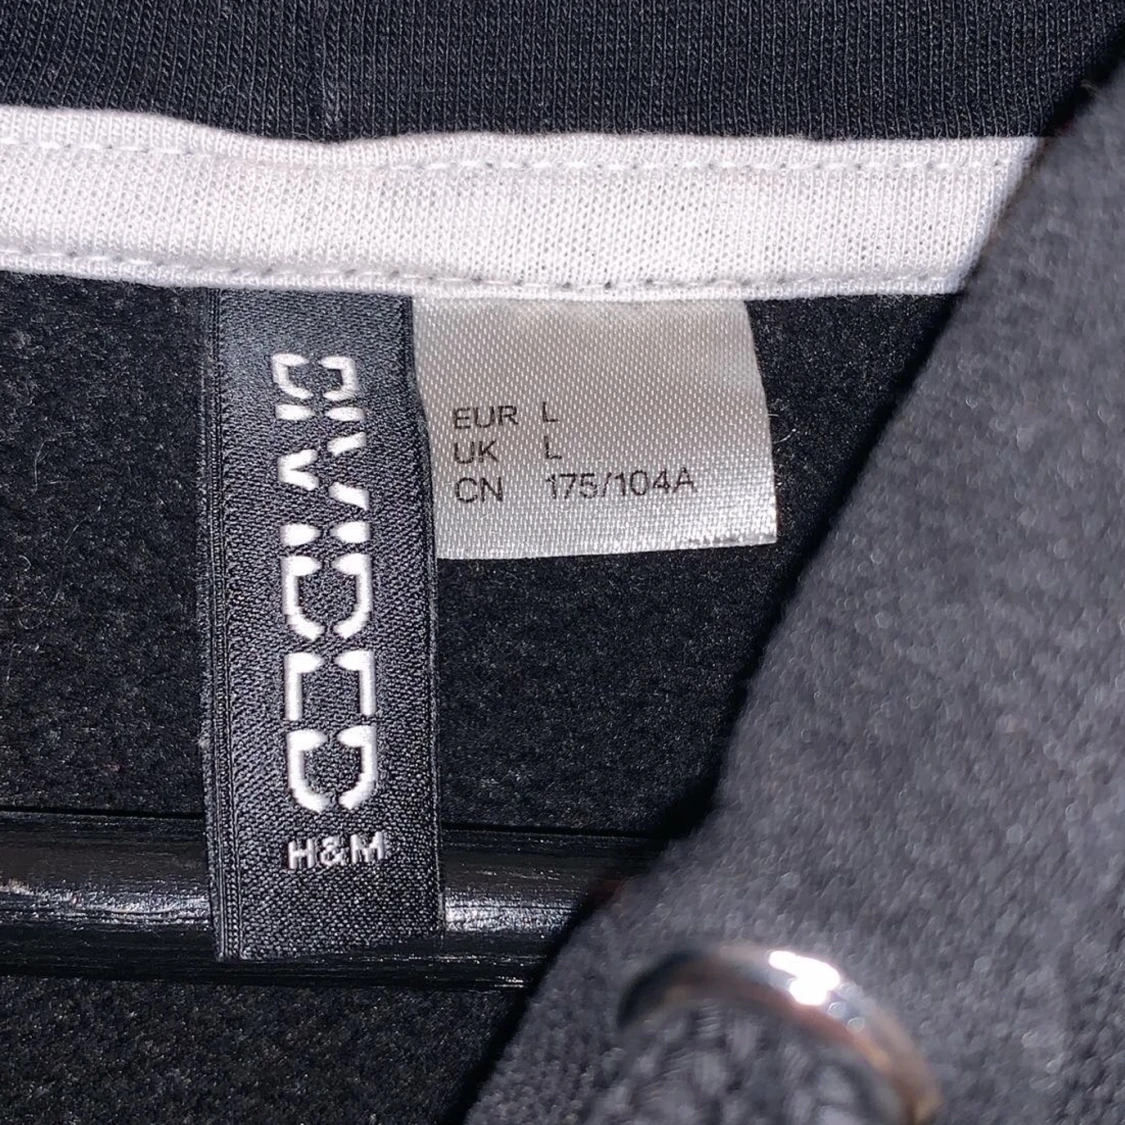 DIVIDED
H&M
EUR L
UK L
CN 175/104A